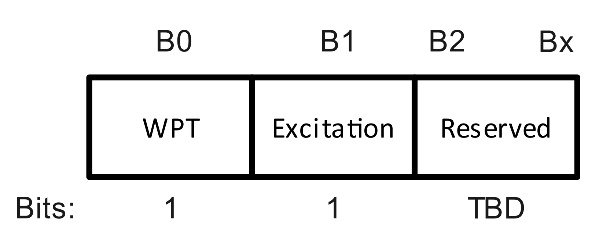 B0 B1 B2 Bx
WPT Excitation Reserved
Bits: 1 1 TBD